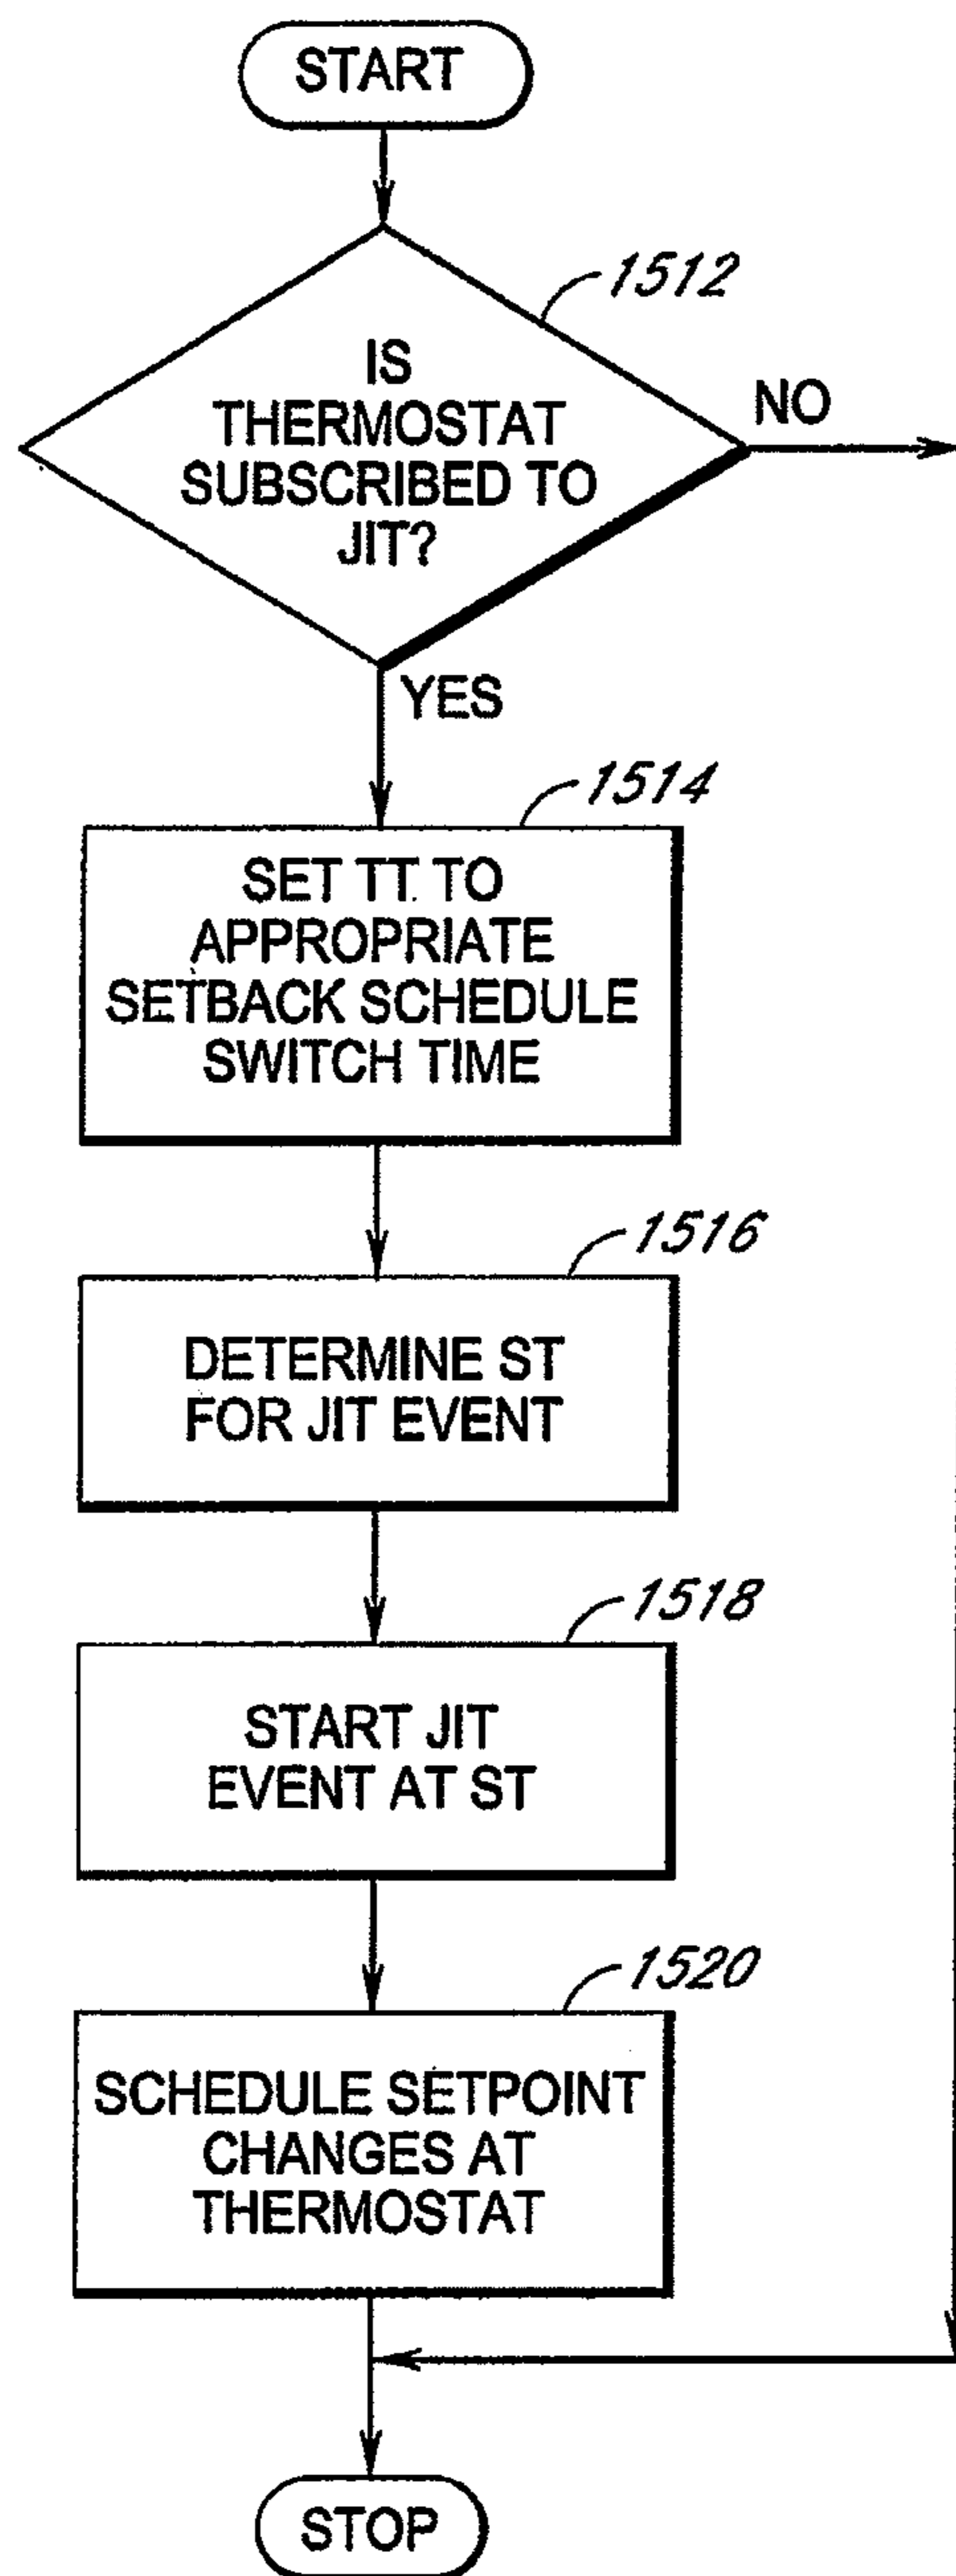 START
1512
IS
THERMOSTAT
SUBSCRIBED TO
JIT?
NO
YES
1514
SET TT TO
APPROPRIATE
SETBACK SCHEDULE
SWITCH TIME
1516
DETERMINE ST
FOR JIT EVENT
1518
START JIT
EVENT AT ST
1520
SCHEDULE SETPOINT
CHANGES AT
THERMOSTAT
STOP